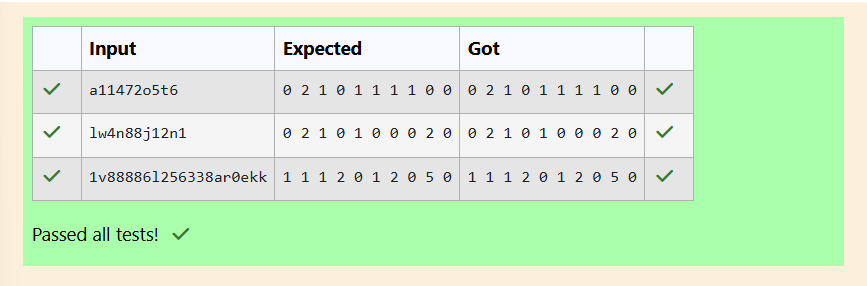 Input Expected Got
a11472o5t6 0 2 1 0 1 1 1 1 0 0 0 2 1 0 1 1 1 1 0 0
lw4n88j12n1 0 2 1 0 1 0 0 0 2 0 0 2 1 0 1 0 0 0 2 0
1v88886l256338ar0ekk 1 1 1 2 0 1 2 0 5 0 1 1 1 2 0 1 2 0 5 0
Passed all tests!